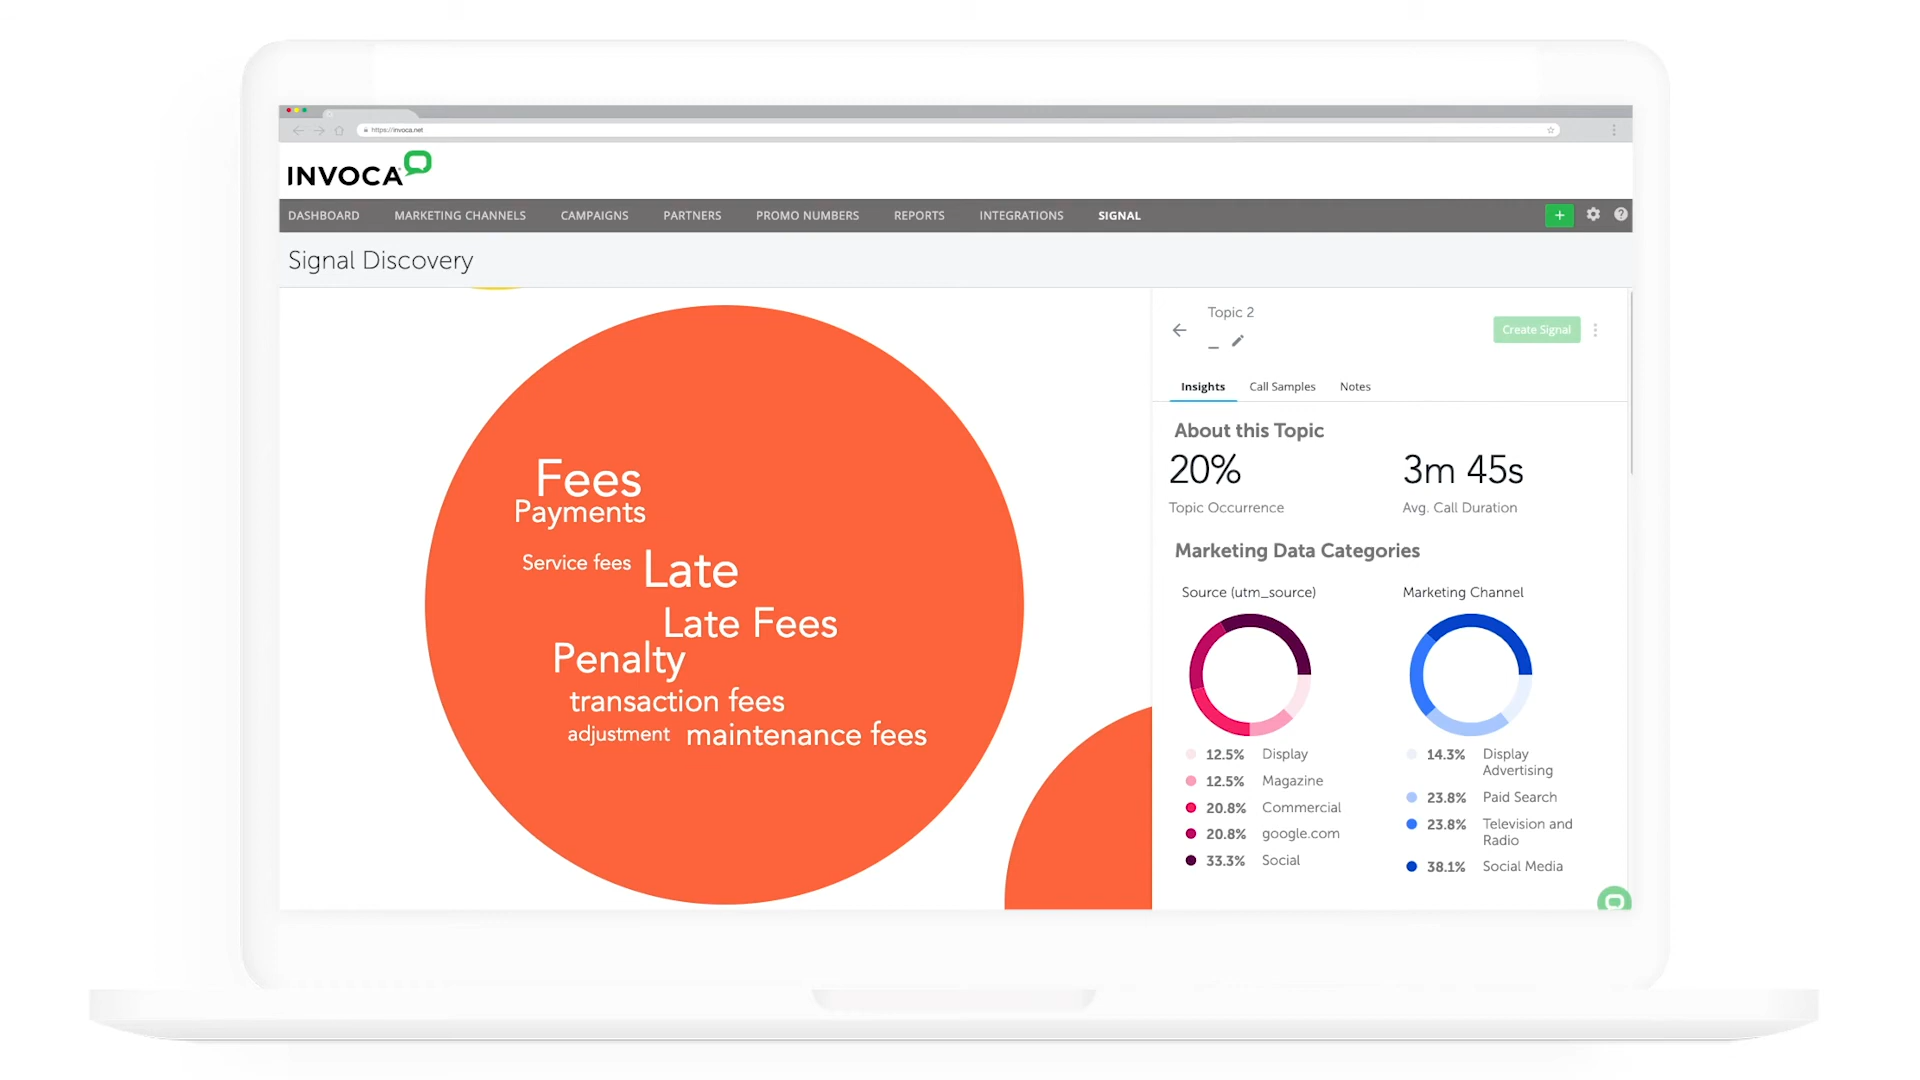 https://invoca.net
INVOCA
DASHBOARD MARKETING CHANNELS CAMPAIGNS PARTNERS PROMO NUMBERS REPORTS INTEGRATIONS SIGNAL
Signal Discovery
Fees
Payments
Service fees Late
Late Fees
Penalty
transaction fees
adjustment maintenance fees
Topic 2
Create Signal
Insights Call Samples Notes
About this Topic
20% 3m 45s
Topic Occurrence Avg. Call Duration
Marketing Data Categories
Source (utm_source)
12.5% Display
12.5% Magazine
20.8% Commercial
20.8% google.com
33.3% Social
Marketing Channel
14.3% Display
Advertising
23.8% Paid Search
23.8% Television and
Radio
38.1% Social Media